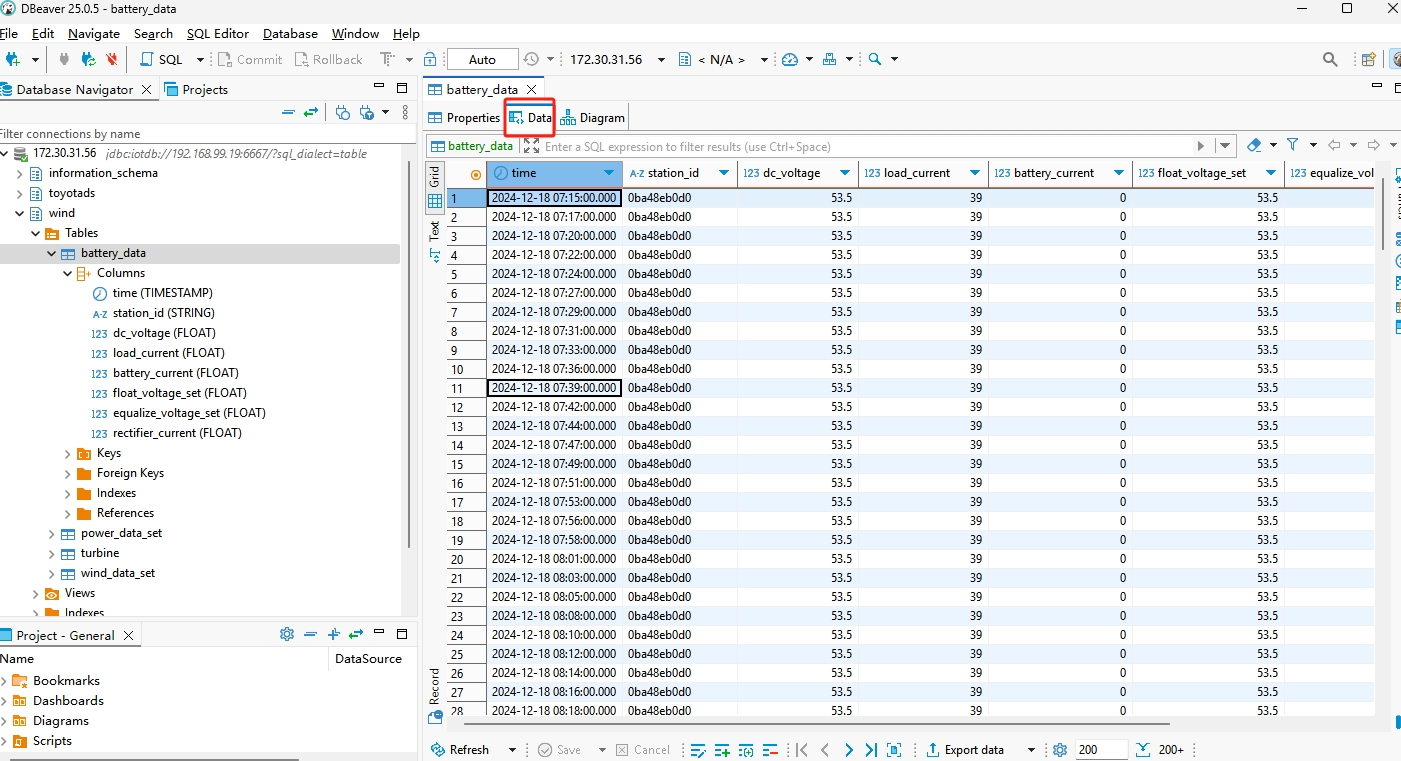 DBeaver 25.0.5 - battery_data
File Edit Navigate Search SQL Editor Database Window Help
SQL Commit Rollback Auto 172.30.31.56 < N/A >
Database Navigator Projects
Filter connections by name
172.30.31.56 jdbc:iotdb://192.168.99.19:6667/?sql_dialect=table
information_schema
toyotads
wind
Tables
battery_data
Columns
time (TIMESTAMP)
A-Z station_id (STRING)
123 dc_voltage (FLOAT)
123 load_current (FLOAT)
123 battery_current (FLOAT)
123 float_voltage_set (FLOAT)
123 equalize_voltage_set (FLOAT)
123 rectifier_current (FLOAT)
Keys
Foreign Keys
Indexes
References
power_data_set
turbine
wind_data_set
Views
Indexes
Project - General
Name DataSource
Bookmarks
Dashboards
Diagrams
Scripts
battery_data
Properties Data Diagram
battery_data Enter a SQL expression to filter results (use Ctrl+Space)
Grid
Text
Record
time A-Z station_id 123 dc_voltage 123 load_current 123 battery_current 123 float_voltage_set 123 equalize_vol
1 2024-12-18 07:15:00.000 0ba48eb0d0 53.5 39 0 53.5
2 2024-12-18 07:17:00.000 0ba48eb0d0 53.5 39 0 53.5
3 2024-12-18 07:20:00.000 0ba48eb0d0 53.5 39 0 53.5
4 2024-12-18 07:22:00.000 0ba48eb0d0 53.5 39 0 53.5
5 2024-12-18 07:24:00.000 0ba48eb0d0 53.5 39 0 53.5
6 2024-12-18 07:27:00.000 0ba48eb0d0 53.5 39 0 53.5
7 2024-12-18 07:29:00.000 0ba48eb0d0 53.5 39 0 53.5
8 2024-12-18 07:31:00.000 0ba48eb0d0 53.5 39 0 53.5
9 2024-12-18 07:33:00.000 0ba48eb0d0 53.5 39 0 53.5
10 2024-12-18 07:36:00.000 0ba48eb0d0 53.5 39 0 53.5
11 2024-12-18 07:39:00.000 0ba48eb0d0 53.5 39 0 53.5
12 2024-12-18 07:42:00.000 0ba48eb0d0 53.5 39 0 53.5
13 2024-12-18 07:44:00.000 0ba48eb0d0 53.5 39 0 53.5
14 2024-12-18 07:47:00.000 0ba48eb0d0 53.5 39 0 53.5
15 2024-12-18 07:49:00.000 0ba48eb0d0 53.5 39 0 53.5
16 2024-12-18 07:51:00.000 0ba48eb0d0 53.5 39 0 53.5
17 2024-12-18 07:53:00.000 0ba48eb0d0 53.5 39 0 53.5
18 2024-12-18 07:56:00.000 0ba48eb0d0 53.5 39 0 53.5
19 2024-12-18 07:58:00.000 0ba48eb0d0 53.5 39 0 53.5
20 2024-12-18 08:01:00.000 0ba48eb0d0 53.5 39 0 53.5
21 2024-12-18 08:03:00.000 0ba48eb0d0 53.5 39 0 53.5
22 2024-12-18 08:05:00.000 0ba48eb0d0 53.5 39 0 53.5
23 2024-12-18 08:08:00.000 0ba48eb0d0 53.5 39 0 53.5
24 2024-12-18 08:10:00.000 0ba48eb0d0 53.5 39 0 53.5
25 2024-12-18 08:12:00.000 0ba48eb0d0 53.5 39 0 53.5
26 2024-12-18 08:14:00.000 0ba48eb0d0 53.5 39 0 53.5
27 2024-12-18 08:16:00.000 0ba48eb0d0 53.5 39 0 53.5
28 2024-12-18 08:18:00.000 0ba48eb0d0 53.5 39 0 53.5
Refresh Save Cancel Export data 200 200+